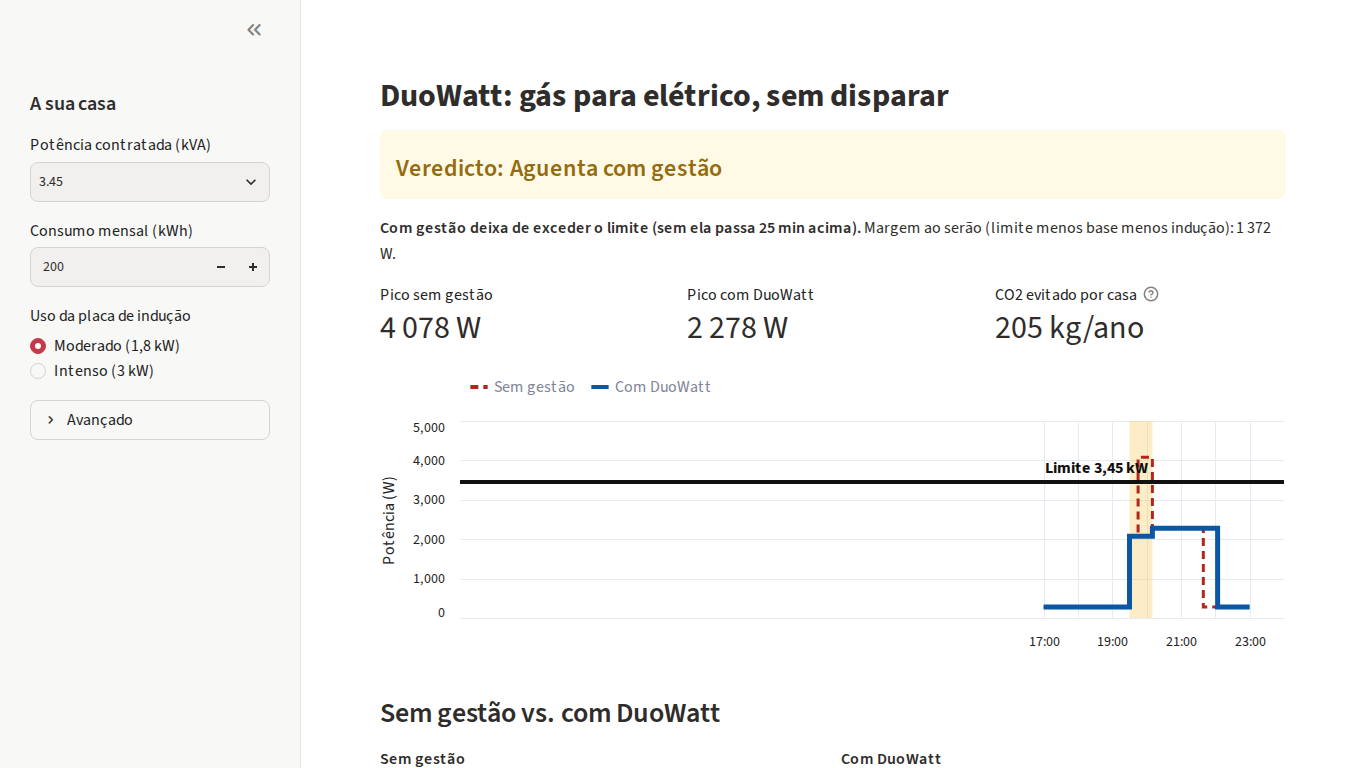 A sua casa
Potência contratada (kVA)
3.45
Consumo mensal (kWh)
200
Uso da placa de indução
Moderado (1,8 kW)
Intenso (3 kW)
Avançado
DuoWatt: gás para elétrico, sem disparar
Veredicto: Aguenta com gestão
Com gestão deixa de exceder o limite (sem ela passa 25 min acima). Margem ao serão (limite menos base menos indução): 1 372
W.
Pico sem gestão
4 078 W
Pico com DuoWatt
2 278 W
CO2 evitado por casa
205 kg/ano
Sem gestão
Com DuoWatt
Potência (W)
5,000
4,000
3,000
2,000
1,000
0
Limite 3,45 kW
17:00
19:00
21:00
23:00
Sem gestão vs. com DuoWatt
Sem gestão
Com DuoWatt